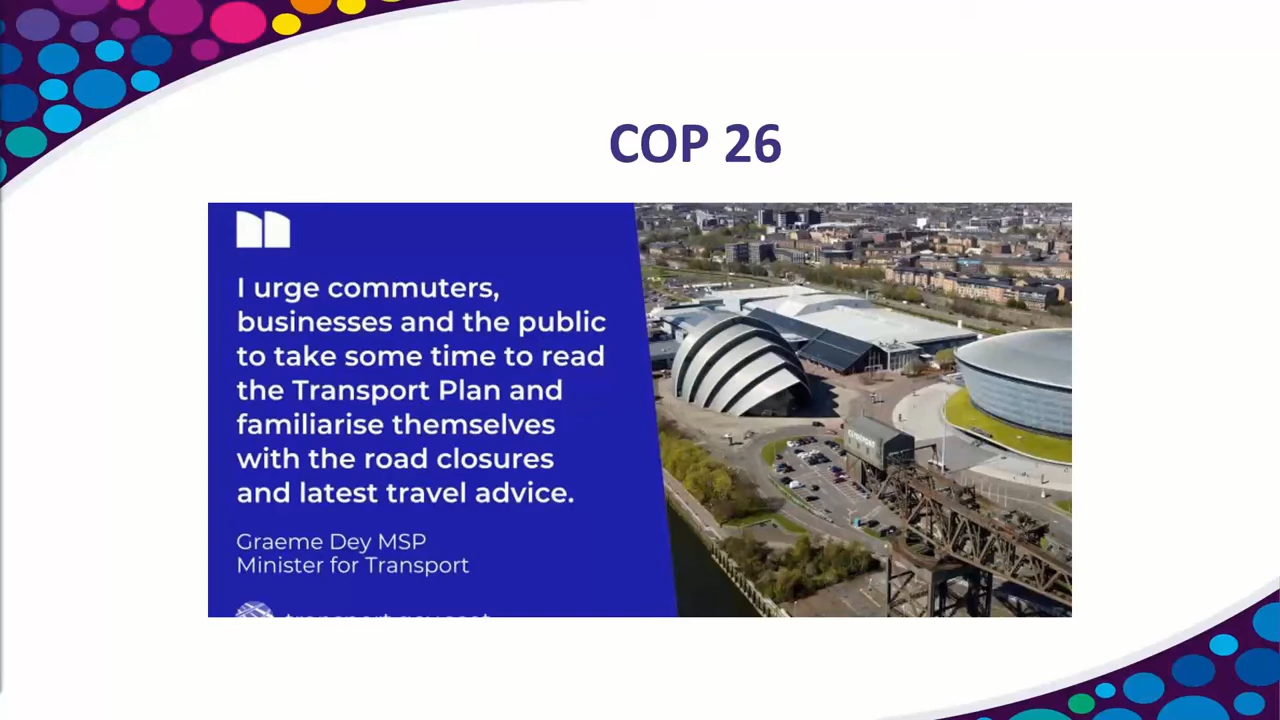 COP 26
I urge commuters,
businesses and the public
to take some time to read
the Transport Plan and
familiarise themselves
with the road closures
and latest travel advice.
Graeme Dey MSP
Minister for Transport